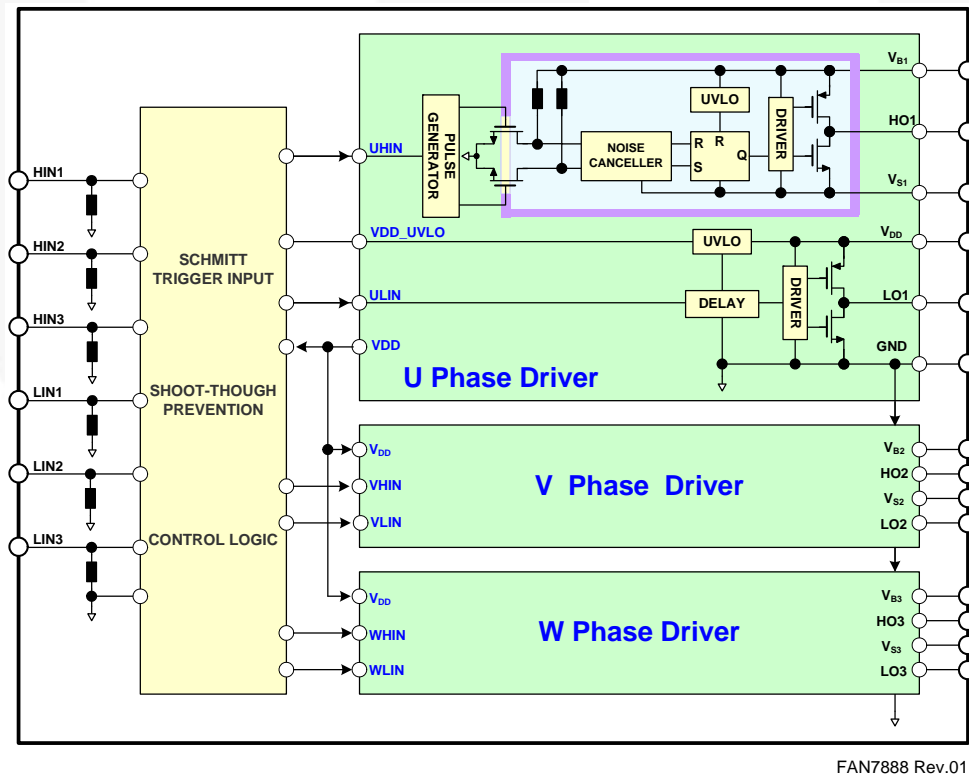 HIN1
HIN2
HIN3
LIN1
LIN2
LIN3
SCHMITT
TRIGGER INPUT
SHOOT-THOUGH
PREVENTION
CONTROL LOGIC
UHIN
VDD_UVLO
ULIN
VDD
PULSE
GENERATOR
NOISE
CANCELLER
UVLO
R
R
S
Q
DRIVER
VB1
HO1
VS1
UVLO
DELAY
DRIVER
VDD
LO1
GND
U Phase Driver
VDD
VHIN
VLIN
V Phase Driver
VB2
HO2
VS2
LO2
VDD
WHIN
WLIN
W Phase Driver
VB3
HO3
VS3
LO3
FAN7888 Rev.01